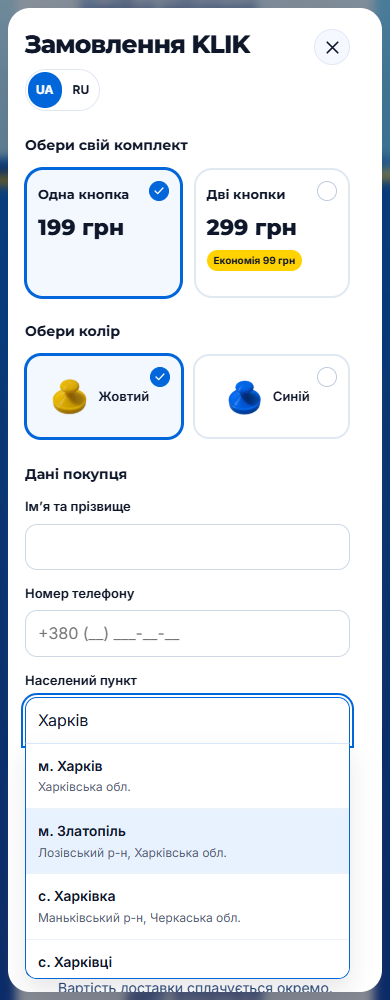 Замовлення KLIK
UA RU
Обери свій комплект
Одна кнопка
199 грн
Дві кнопки
299 грн
Економія 99 грн
Обери колір
Жовтий
Синій
Дані покупця
Ім’я та прізвище
Номер телефону
+380 (__) ___-__-__
Населений пункт
Харків
м. Харків
Харківська обл.
м. Златопіль
Лозівський р-н, Харківська обл.
с. Харківка
Маньківський р-н, Черкаська обл.
с. Харківці
Вартість доставки сплачується окремо.